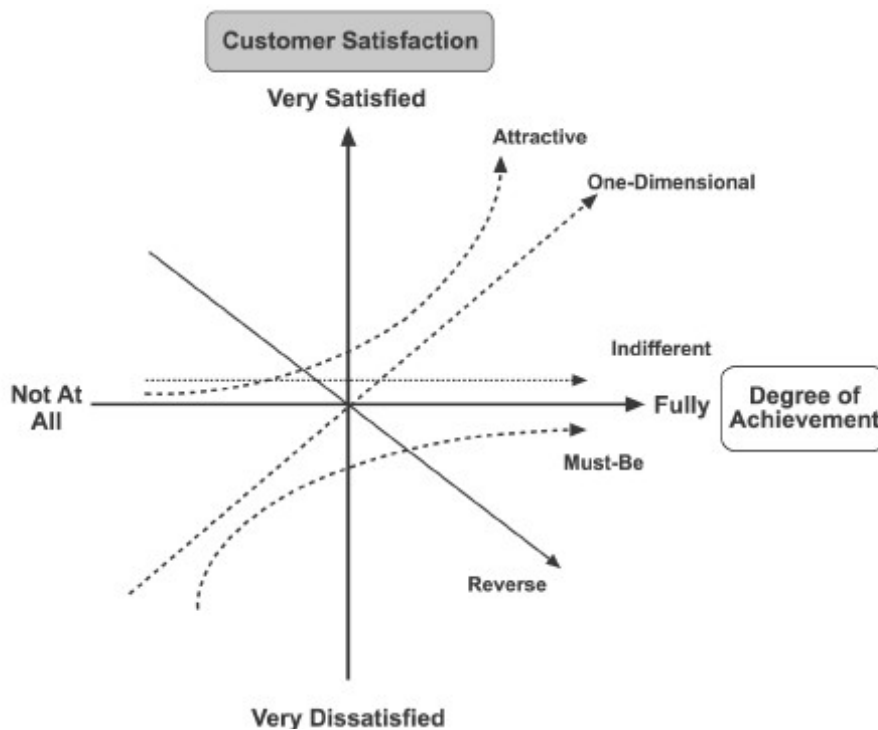 Customer Satisfaction
Very Satisfied
Attractive
One-Dimensional
Indifferent
Not At
All
Fully
Degree of
Achievement
Must-Be
Reverse
Very Dissatisfied